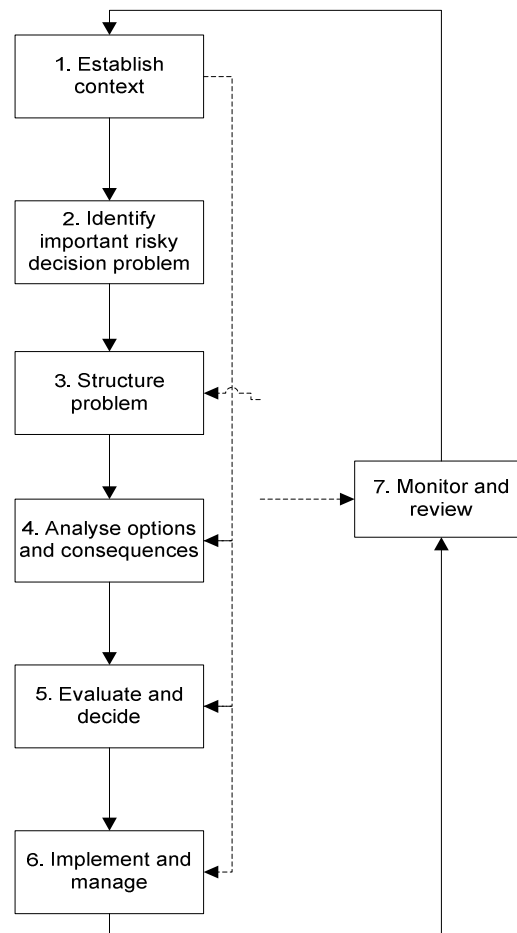 1. Establish
context
2. Identify
important risky
decision problem
3. Structure
problem
4. Analyse options
and consequences
7. Monitor and
review
5. Evaluate and
decide
6. Implement and
manage